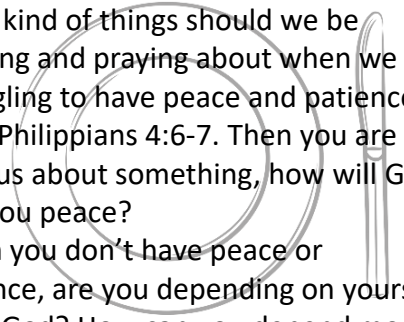 kind of things should we be
ng and praying about when we
gling to have peace and patience
Philippians 4:6-7. Then you are
us about something, how will G
ou peace?
you don't have peace or
nce, are you depending on yours
God? How can you depend mo